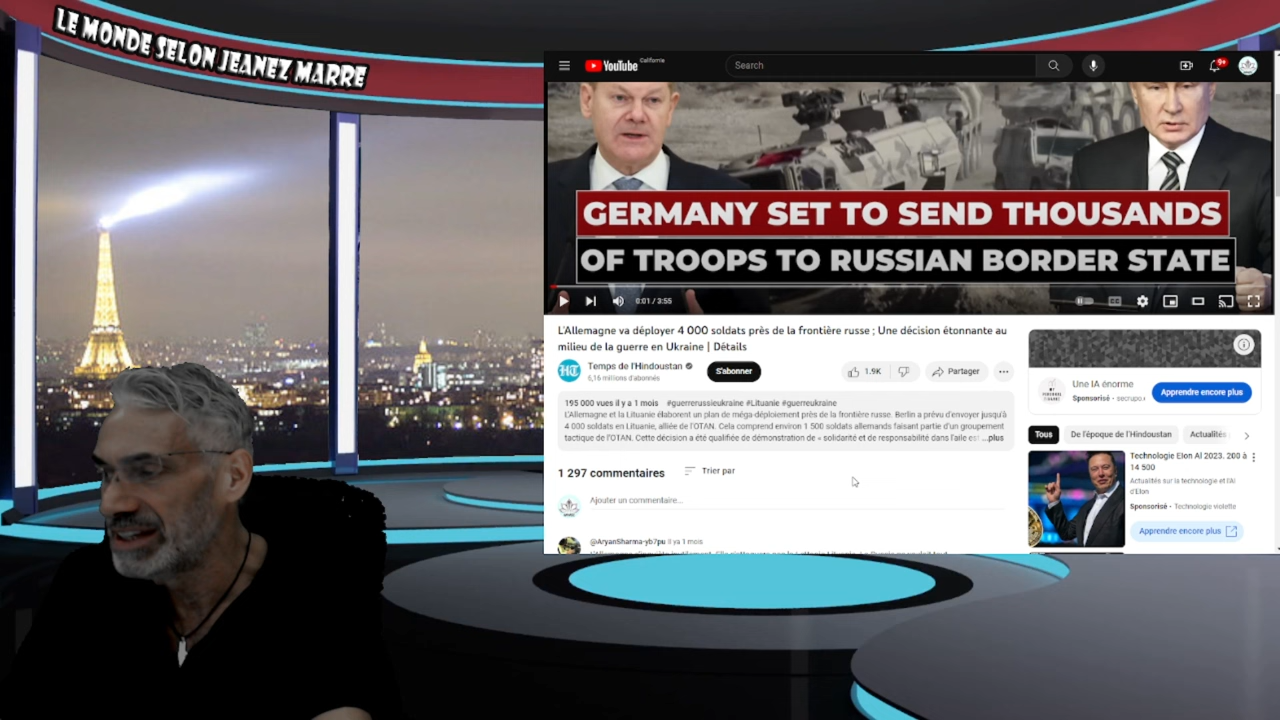 LE MONDE SELON JEANEZ MARRE
YouTube California
Search
9+
GERMANY SET TO SEND THOUSANDS
OF TROOPS TO RUSSIAN BORDER STATE
0:01 / 3:55
L'Allemagne va déployer 4 000 soldats près de la frontière russe ; Une décision étonnante au
milieu de la guerre en Ukraine | Détails
HT
Temps de l'Hindoustan
6,16 millions d'abonnés
S'abonner
1.9K
Partager
195 000 vues il y a 1 mois #guerrerussieukraine #Lituanie #guerreukraine
L'Allemagne et la Lituanie élaborent un plan de méga-déploiement près de la frontière russe. Berlin a prévu d'envoyer jusqu'à
4 000 soldats en Lituanie, alliée de l'OTAN. Cela comprend environ 1 500 soldats allemands faisant partie d'un groupement
tactique de l'OTAN. Cette décision a été qualifiée de démonstration de « solidarité et de responsabilité dans l'aile est ...plus
1 297 commentaires
Trier par
Ajouter un commentaire...
@AryanSharma-yb7pu il y a 1 mois
Une IA énorme
Sponsorisé
Apprendre encore plus
Tous
De l'époque de l'Hindoustan
Actualités
Technologie Elon AI 2023. 200 à
14 500
Actualités sur la technologie et l'AI
d'Elon
Sponsorisé · Technologie violette
Apprendre encore plus